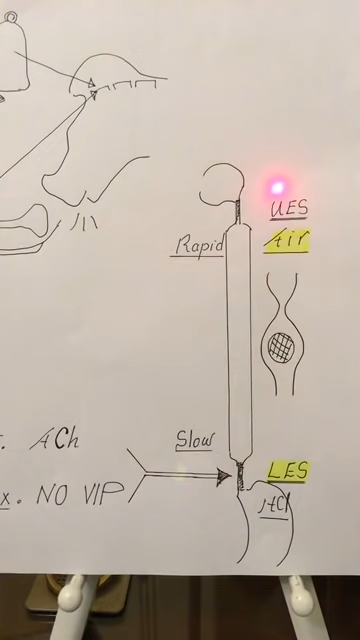 UES
Air
Rapid
Slow
ACh
LES
HCl
NO VIP